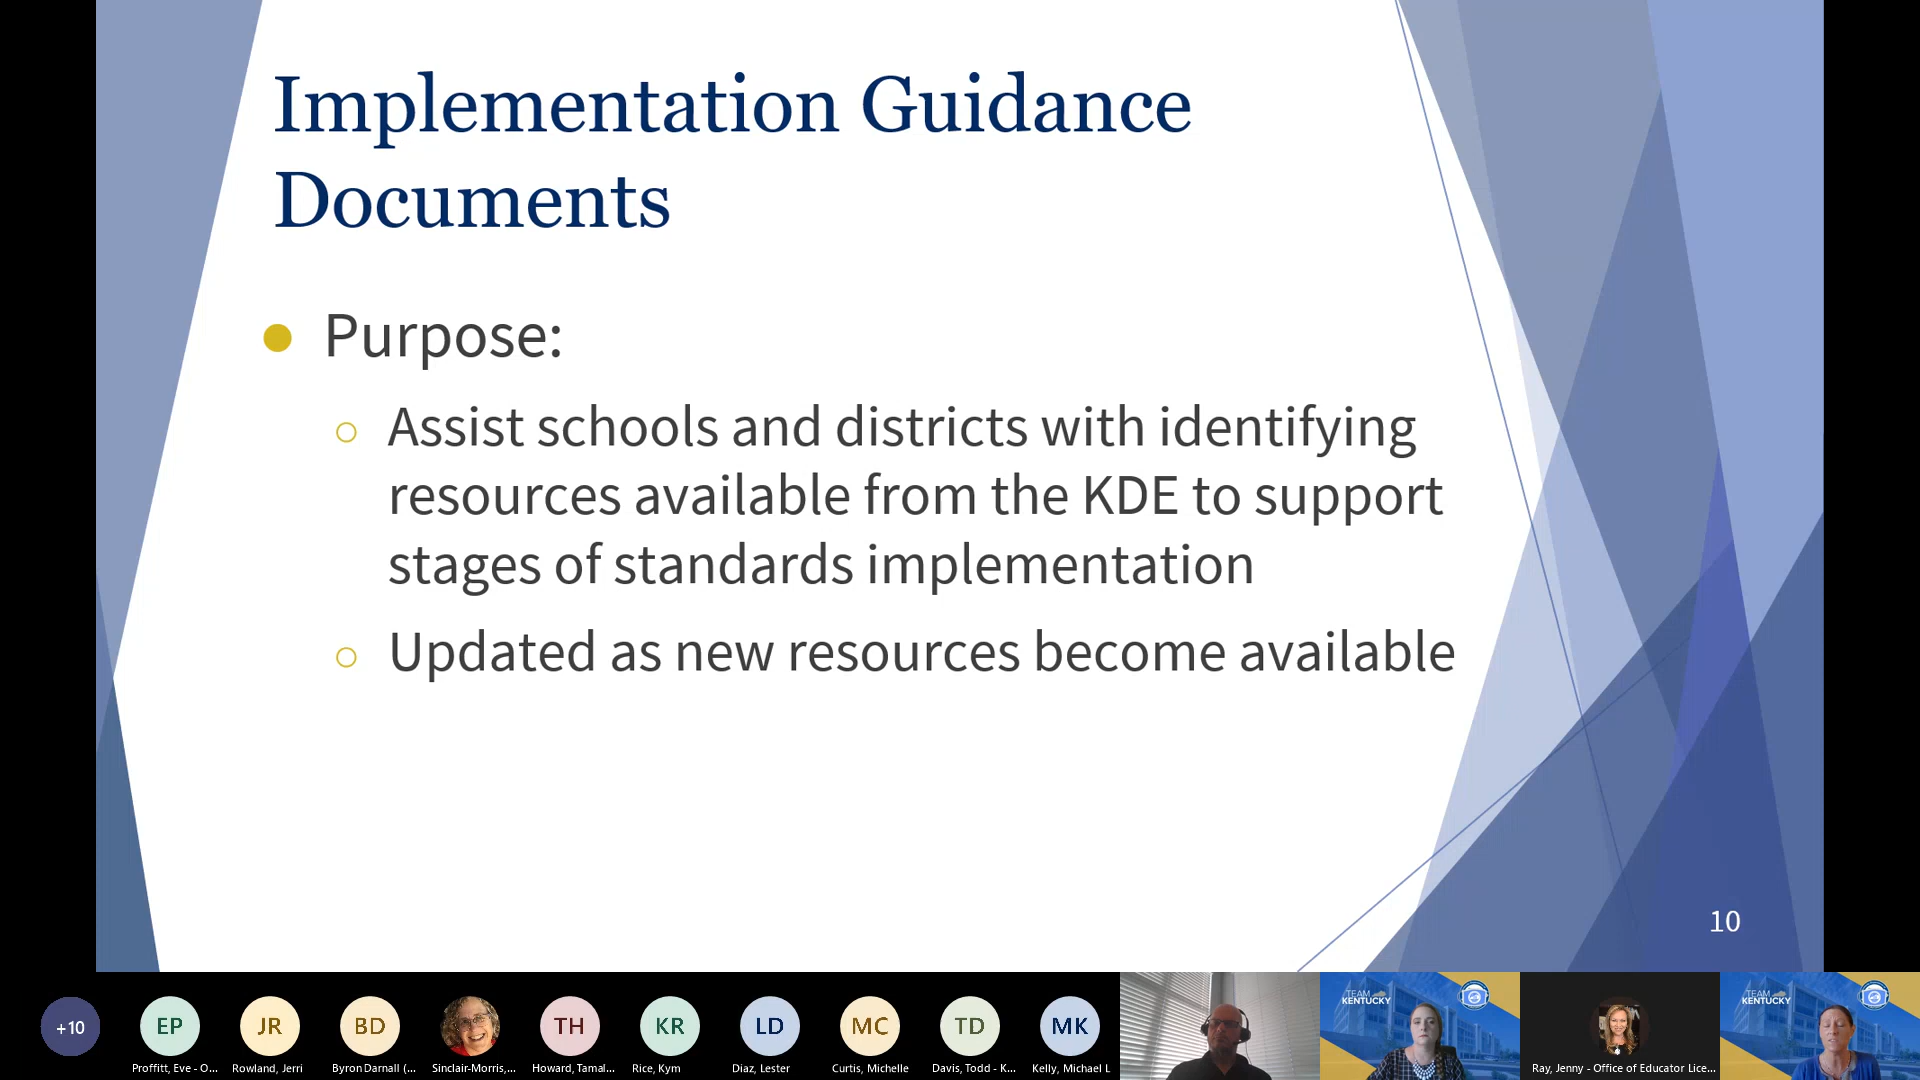 Implementation Guidance
Documents
Purpose:
Assist schools and districts with identifying
resources available from the KDE to support
stages of standards implementation
Updated as new resources become available
10
+10
EP
JR
BD
TH
KR
LD
MC
TD
MK
Proffitt, Eve - O...
Rowland, Jerri
Byron Darnall (...
Sinclair-Morris,...
Howard, Tamal...
Rice, Kym
Diaz, Lester
Curtis, Michelle
Davis, Todd - K...
Kelly, Michael L
TEAM
KENTUCKY
Ray, Jenny - Office of Educator Lice...
TEAM
KENTUCKY